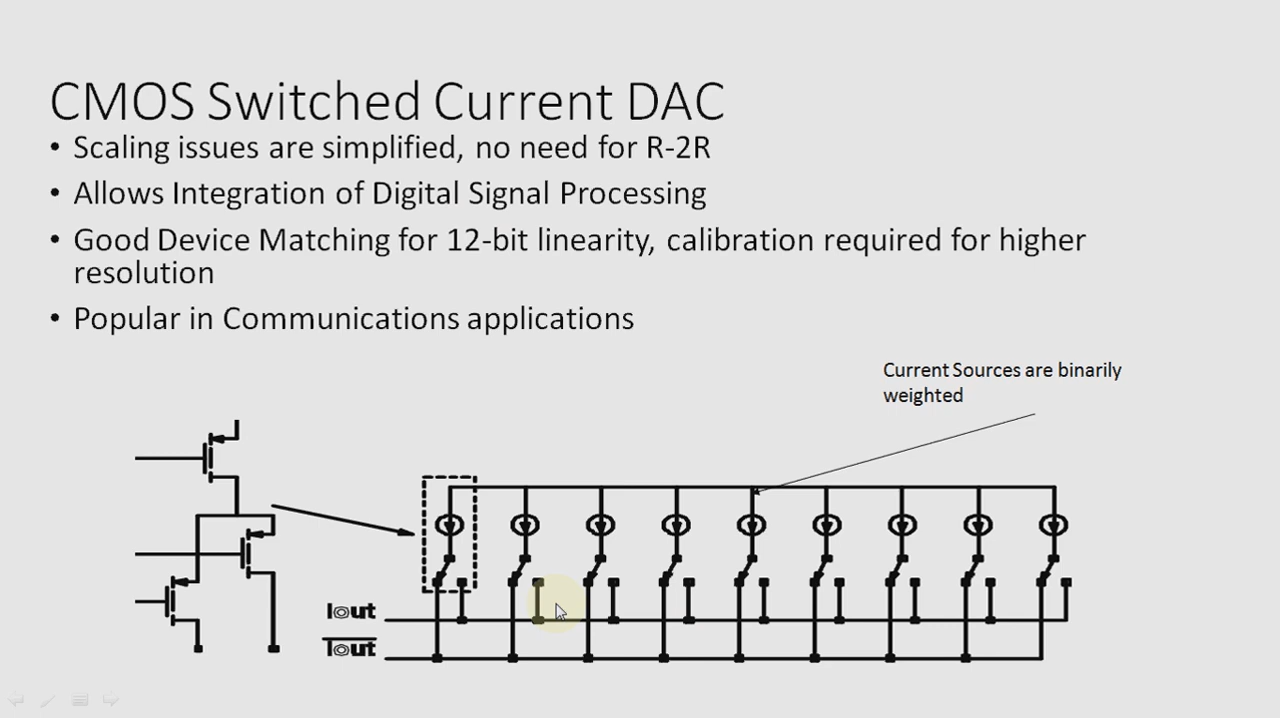 CMOS Switched Current DAC
• Scaling issues are simplified, no need for R-2R
• Allows Integration of Digital Signal Processing
• Good Device Matching for 12-bit linearity, calibration required for higher
resolution
• Popular in Communications applications
Current Sources are binarily
weighted
Iout
Iout